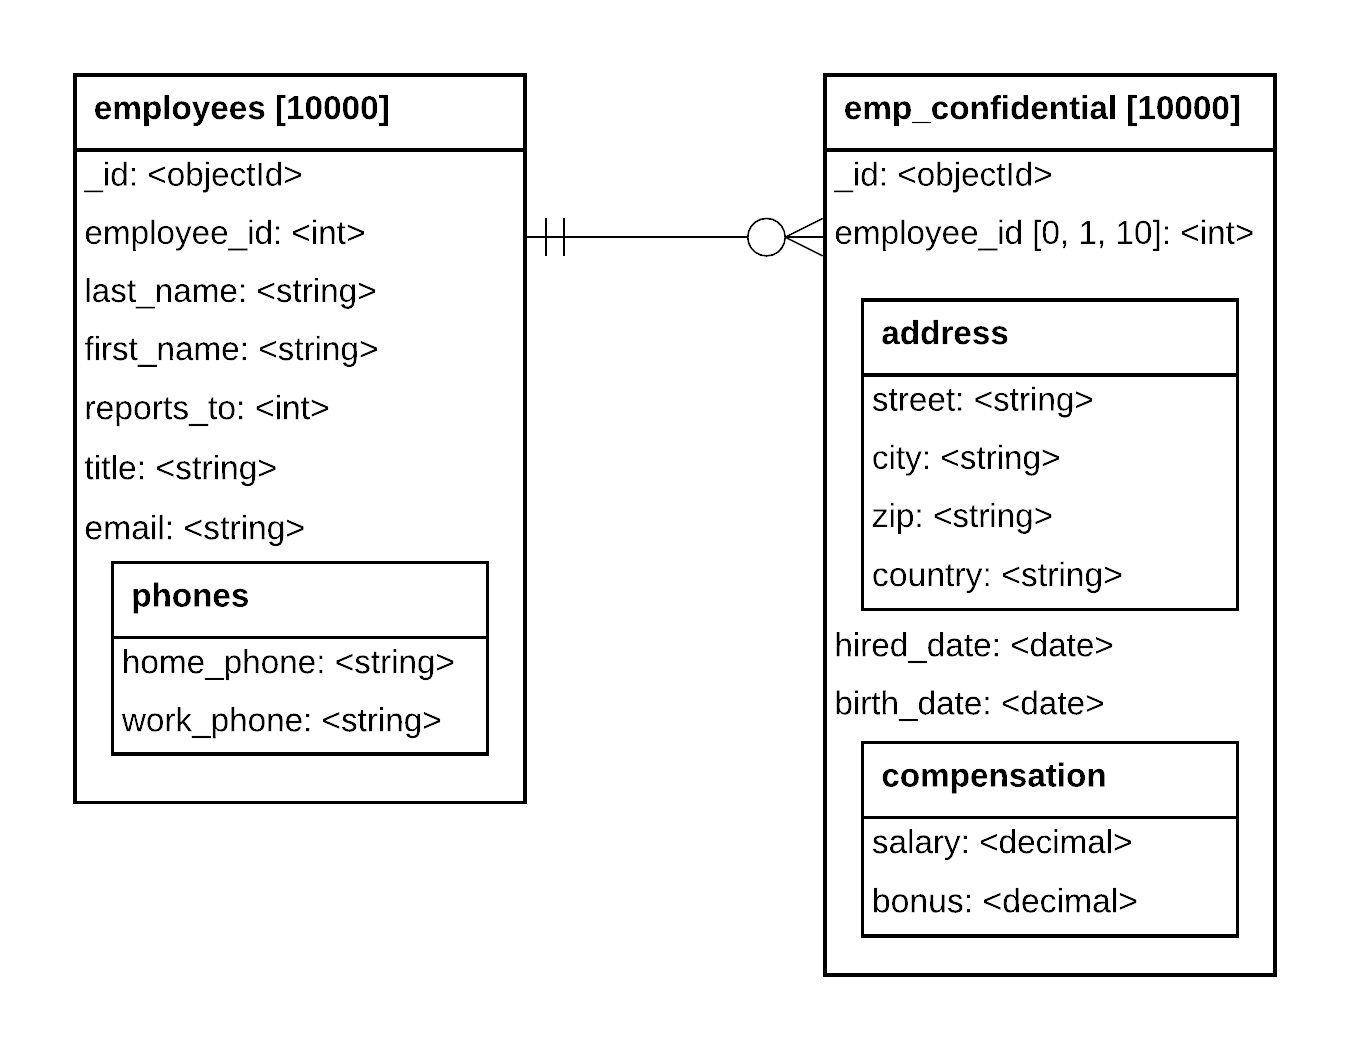 employees [10000]
_id: <objectId>
employee_id: <int>
last_name: <string>
first_name: <string>
reports_to: <int>
title: <string>
email: <string>
phones
home_phone: <string>
work_phone: <string>
emp_confidential [10000]
_id: <objectId>
employee_id [0, 1, 10]: <int>
address
street: <string>
city: <string>
zip: <string>
country: <string>
hired_date: <date>
birth_date: <date>
compensation
salary: <decimal>
bonus: <decimal>